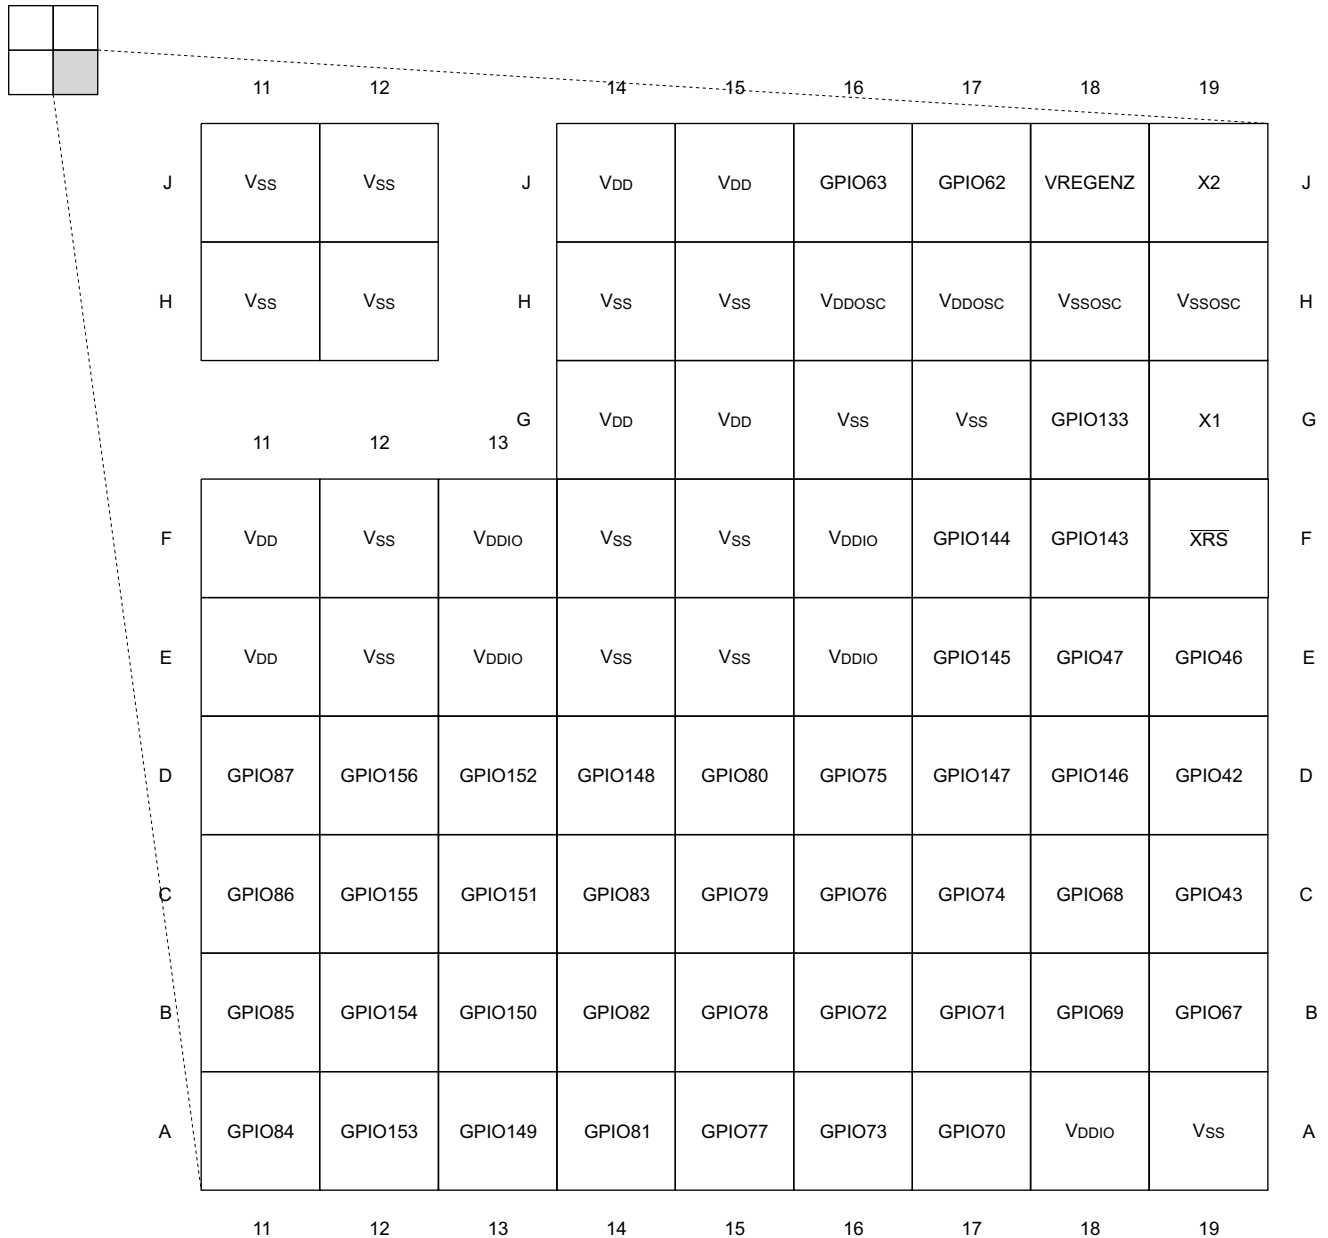 11 12 14 15 16 17 18 19
J VSS VSS J VDD VDD GPIO63 GPIO62 VREGENZ X2 J
H VSS VSS H VSS VSS VDDOSC VDDOSC VSSOSC VSSOSC H
G VDD VDD VSS VSS GPIO133 X1 G
11 12 13
F VDD VSS VDDIO VSS VSS VDDIO GPIO144 GPIO143 XRS F
E VDD VSS VDDIO VSS VSS VDDIO GPIO145 GPIO47 GPIO46 E
D GPIO87 GPIO156 GPIO152 GPIO148 GPIO80 GPIO75 GPIO147 GPIO146 GPIO42 D
C GPIO86 GPIO155 GPIO151 GPIO83 GPIO79 GPIO76 GPIO74 GPIO68 GPIO43 C
B GPIO85 GPIO154 GPIO150 GPIO82 GPIO78 GPIO72 GPIO71 GPIO69 GPIO67 B
A GPIO84 GPIO153 GPIO149 GPIO81 GPIO77 GPIO73 GPIO70 VDDIO VSS A
11 12 13 14 15 16 17 18 19